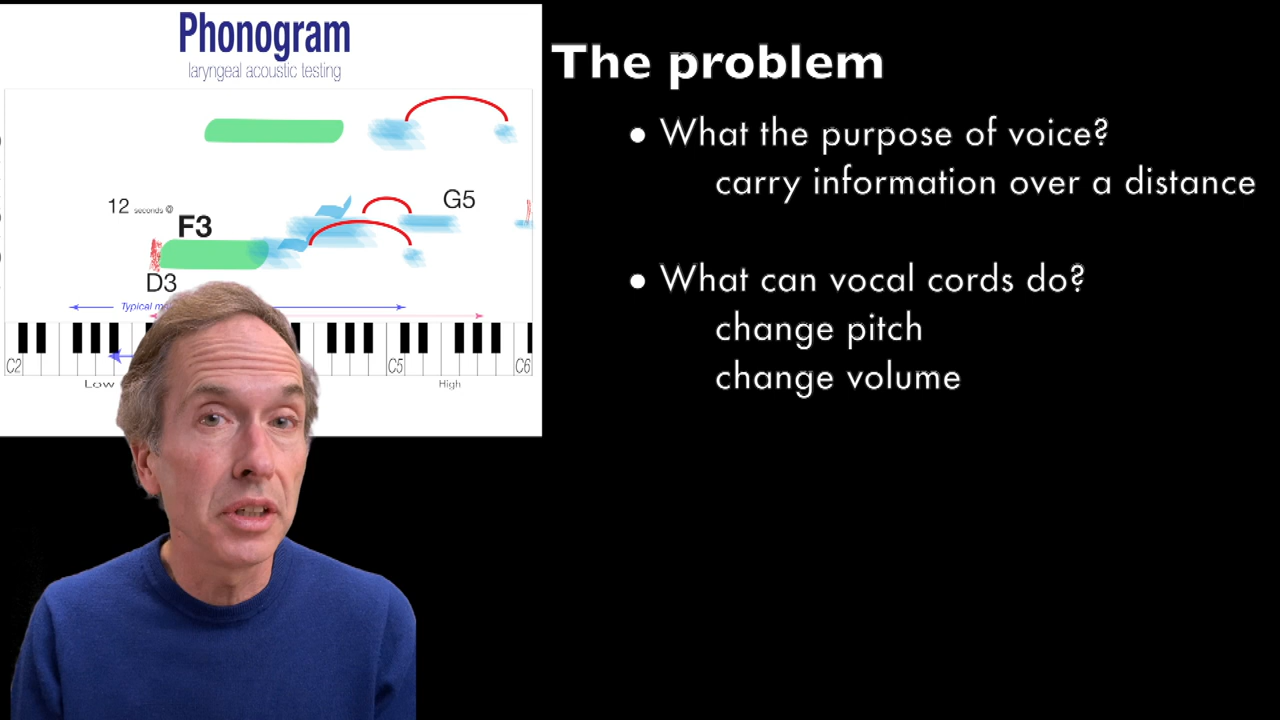 Phonogram
laryngeal acoustic testing
12 seconds @
F3
G5
D3
Typical
C2
C5
C6
Low
High
The problem
• What the purpose of voice?
carry information over a distance
• What can vocal cords do?
change pitch
change volume